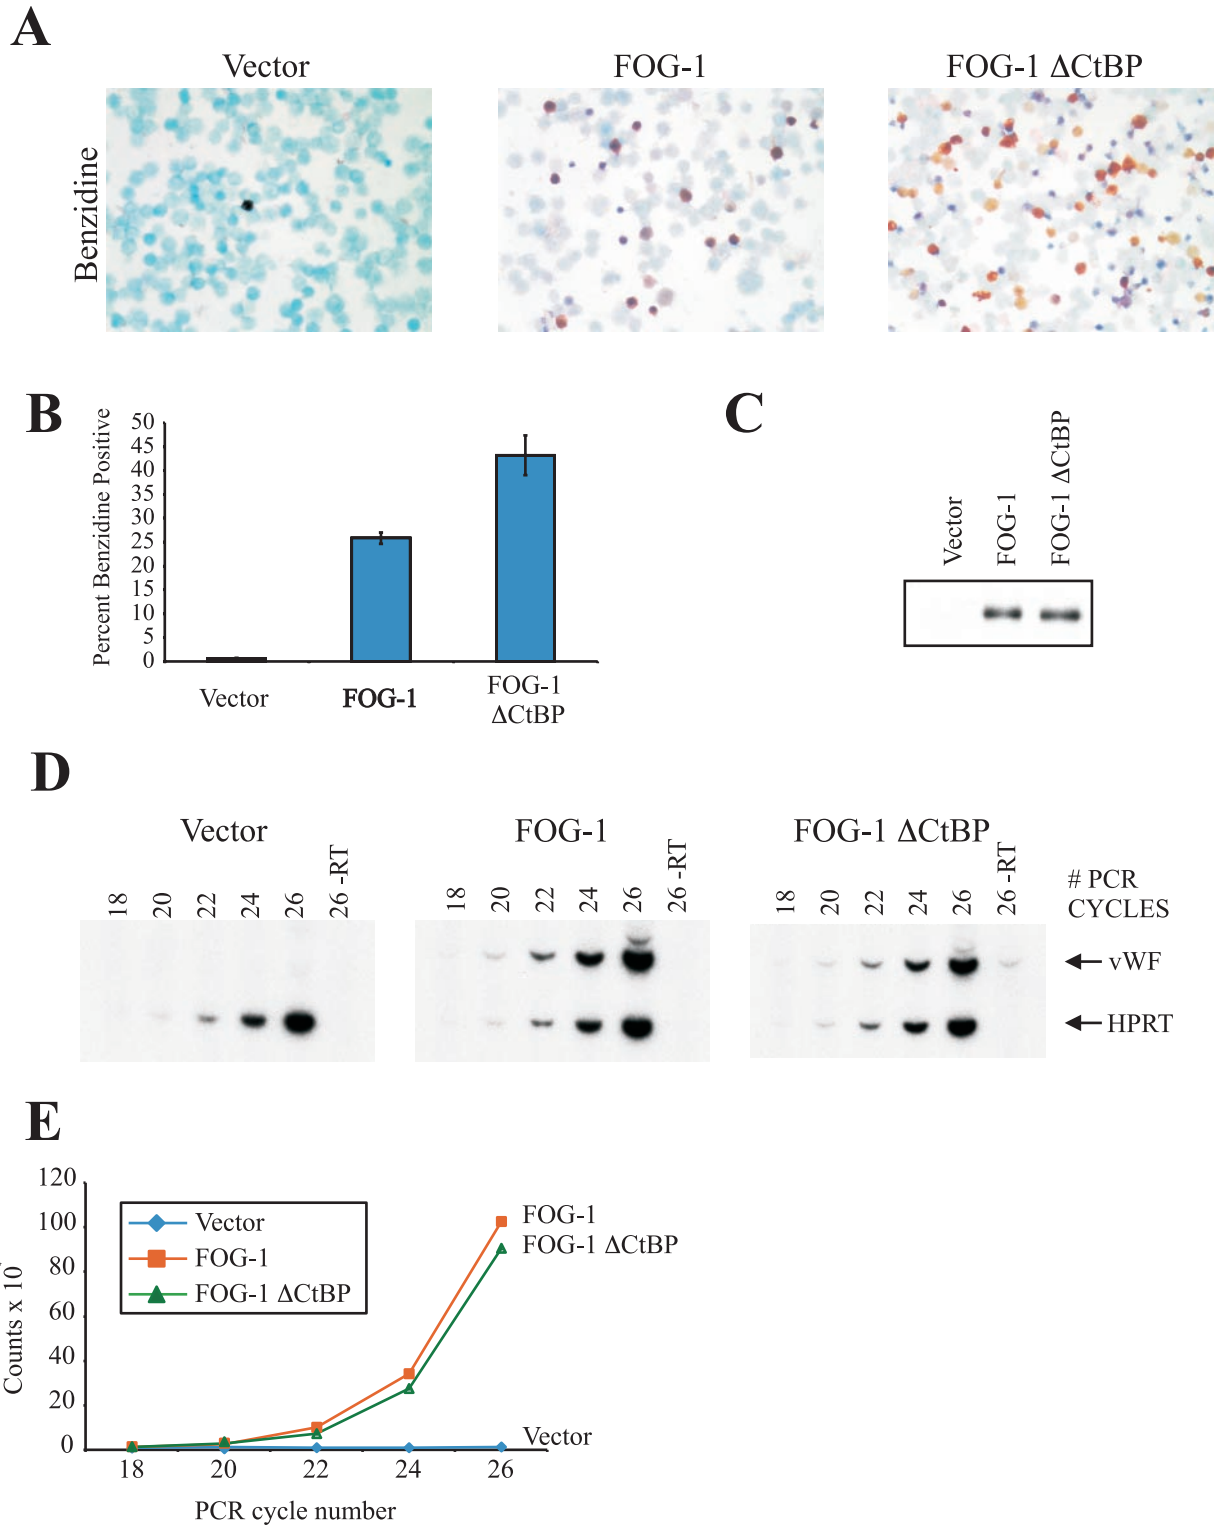 A
Vector
FOG-1
FOG-1 ΔCtBP
Benzidine
B
Percent Benzidine Positive
50
45
40
35
30
25
20
15
10
5
0
Vector
FOG-1
FOG-1
ΔCtBP
C
Vector
FOG-1
FOG-1 ΔCtBP
D
Vector
18
20
22
24
26
26 -RT
FOG-1
18
20
22
24
26
26 -RT
FOG-1 ΔCtBP
18
20
22
24
26
26 -RT
# PCR
CYCLES
vWF
HPRT
E
Counts x 10
120
100
80
60
40
20
0
Vector
FOG-1
FOG-1 ΔCtBP
FOG-1
FOG-1 ΔCtBP
Vector
18
20
22
24
26
PCR cycle number